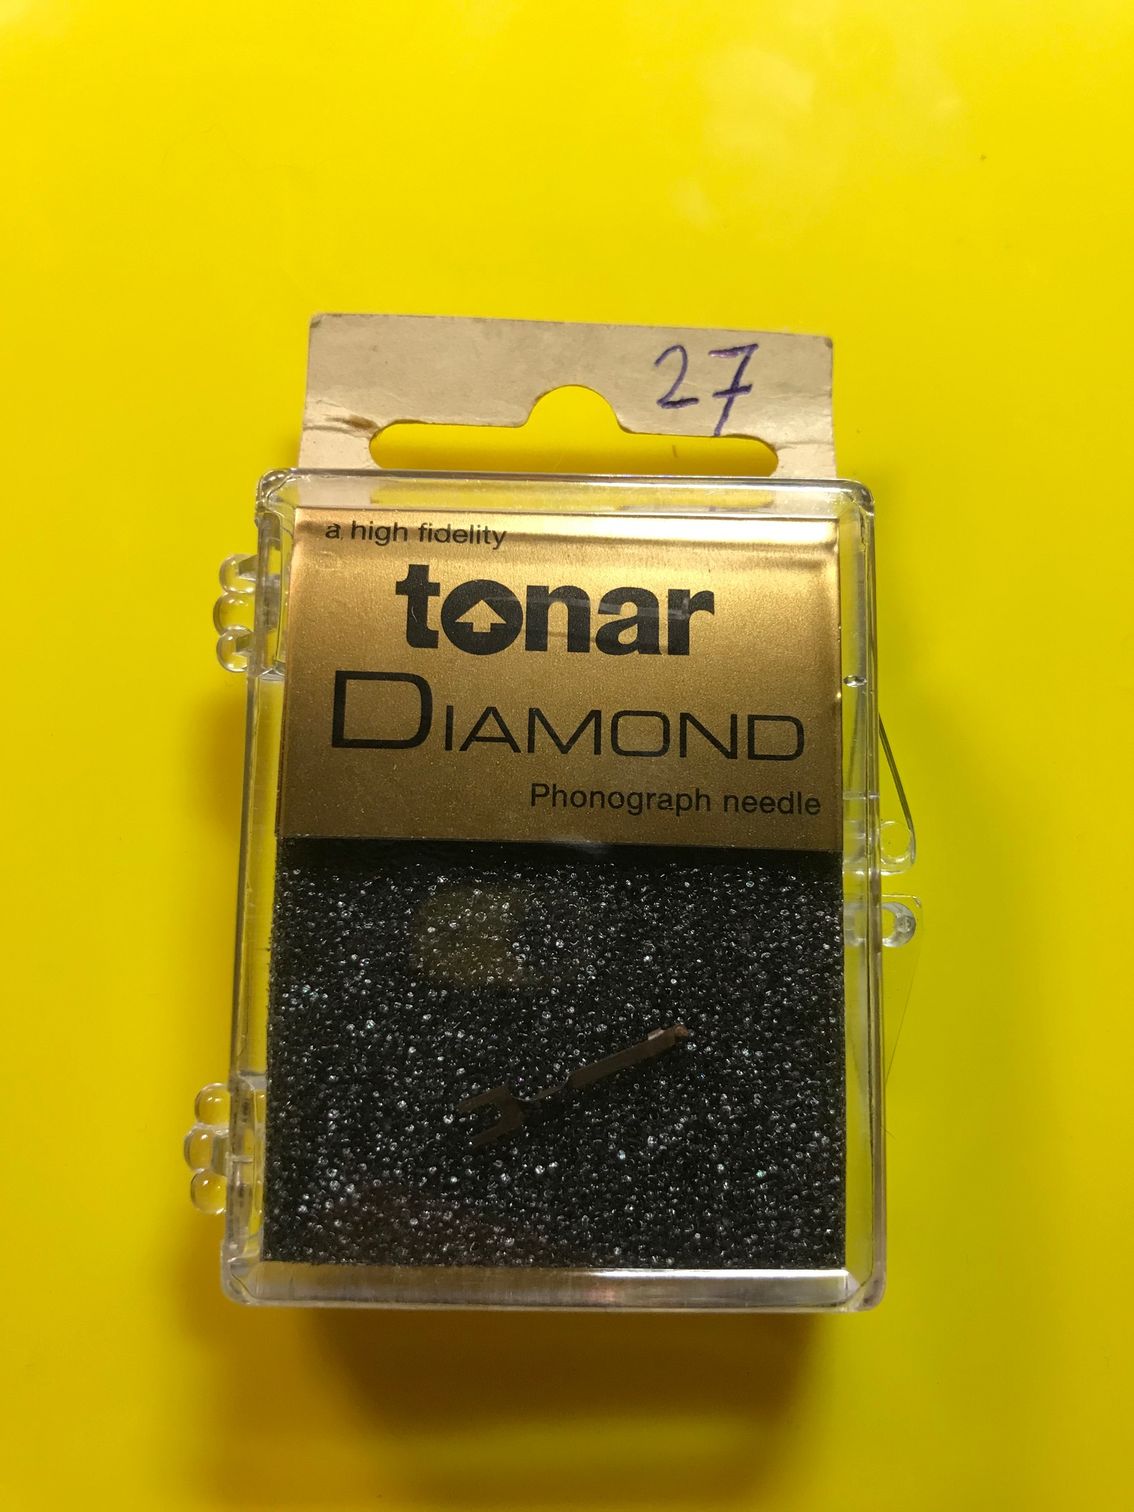 27
a high fidelity
tonar
DIAMOND
Phonograph needle